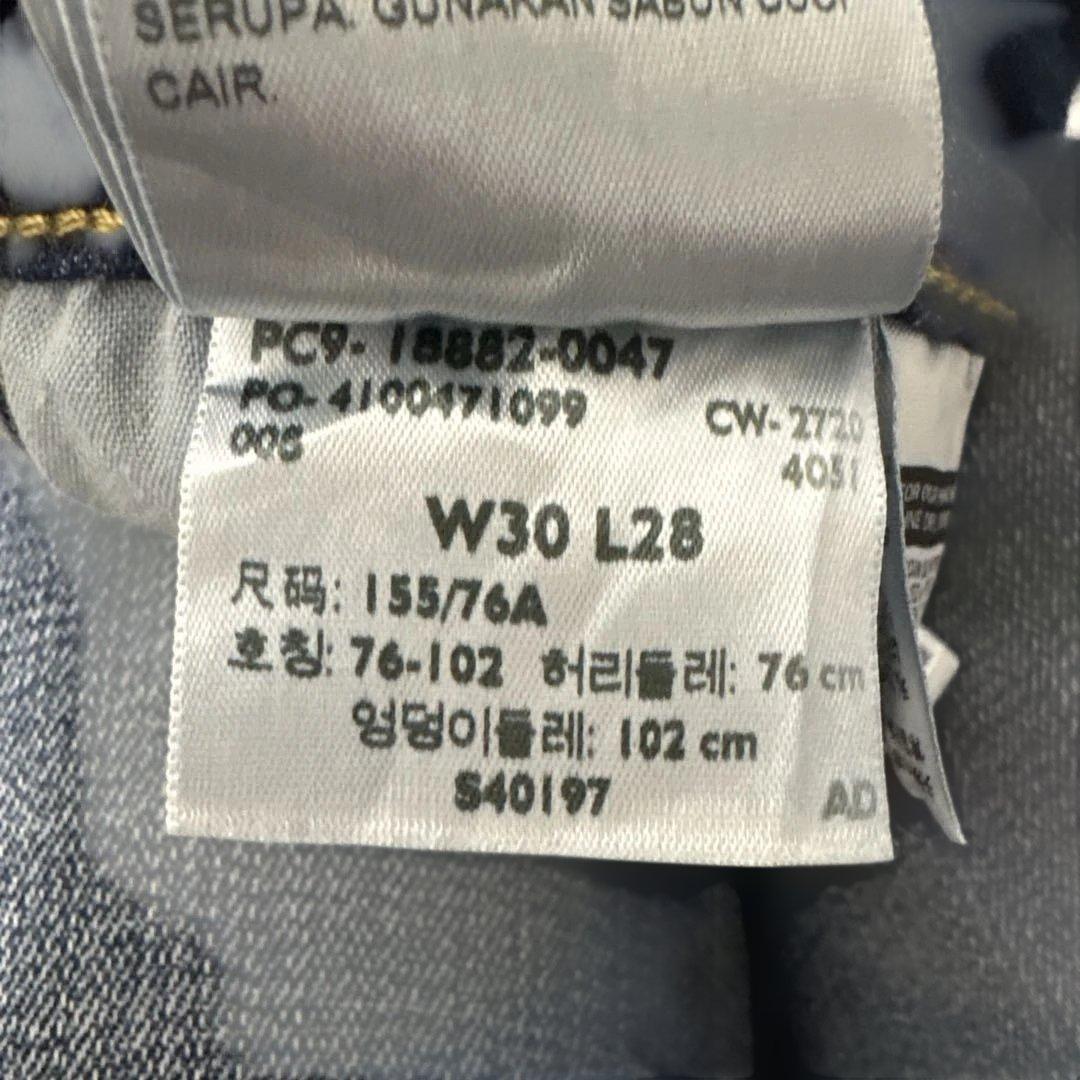 SERUPA. GUNAKAN SABUN CUCI
CAIR.
PC9- 18882-0047
PO- 4100471099
CW- 2720
4051
W30 L28
尺码: 155/76A
호칭: 76-102 허리둘레: 76 cm
엉덩이둘레: 102 cm
S40197
AD